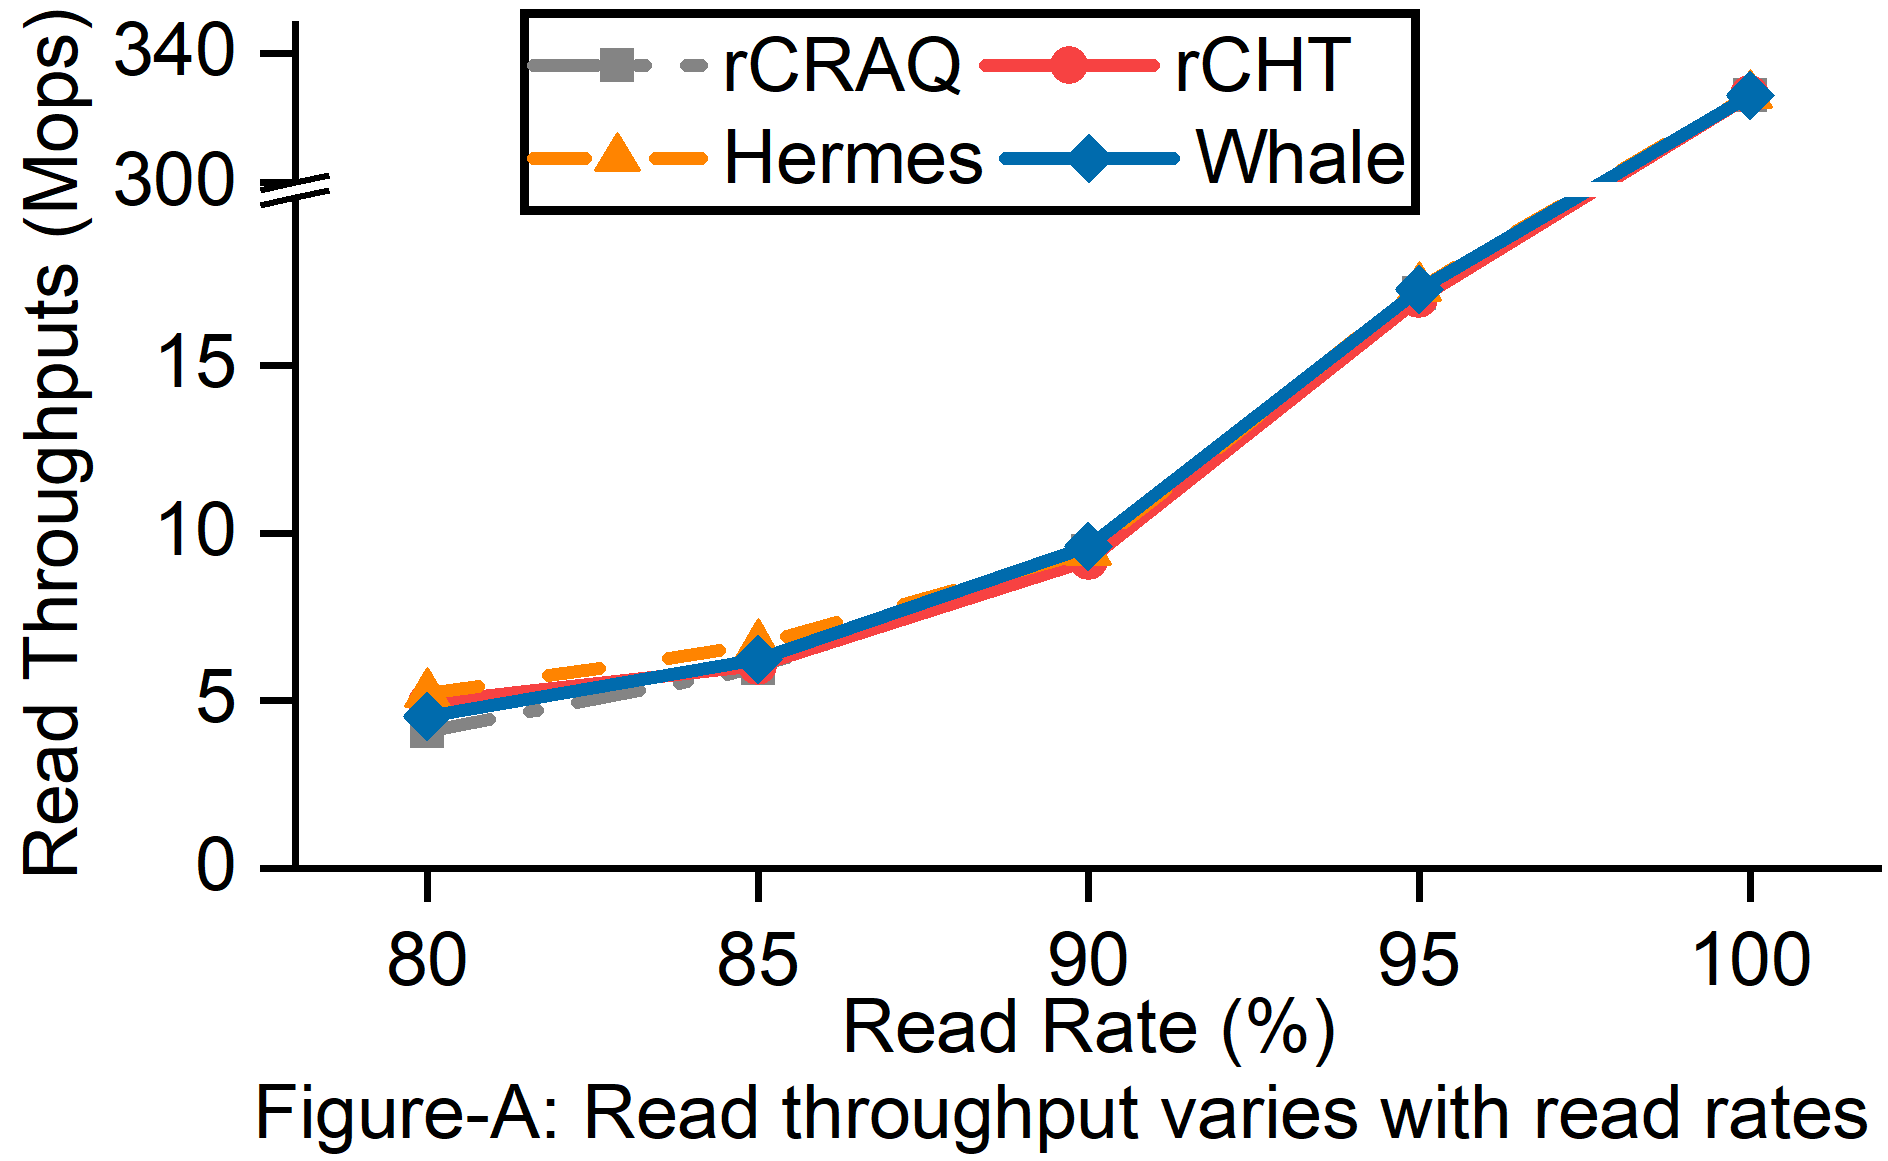 Read Throughputs (Mops)
340
300
15
10
5
0
rCRAQ rCHT
Hermes Whale
80 85 90 95 100
Read Rate (%)
Figure-A: Read throughput varies with read rates